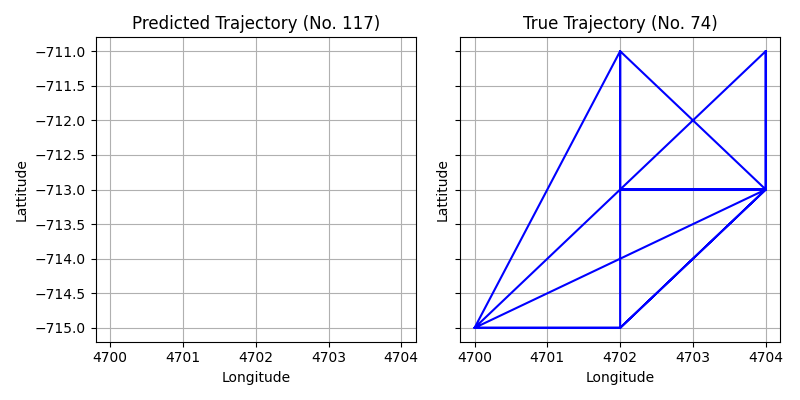 Predicted Trajectory (No. 117)
True Trajectory (No. 74)
Lattitude
−711.0
−711.5
−712.0
−712.5
−713.0
−713.5
−714.0
−714.5
−715.0
4700 4701 4702 4703 4704
Longitude
Lattitude
4700 4701 4702 4703 4704
Longitude